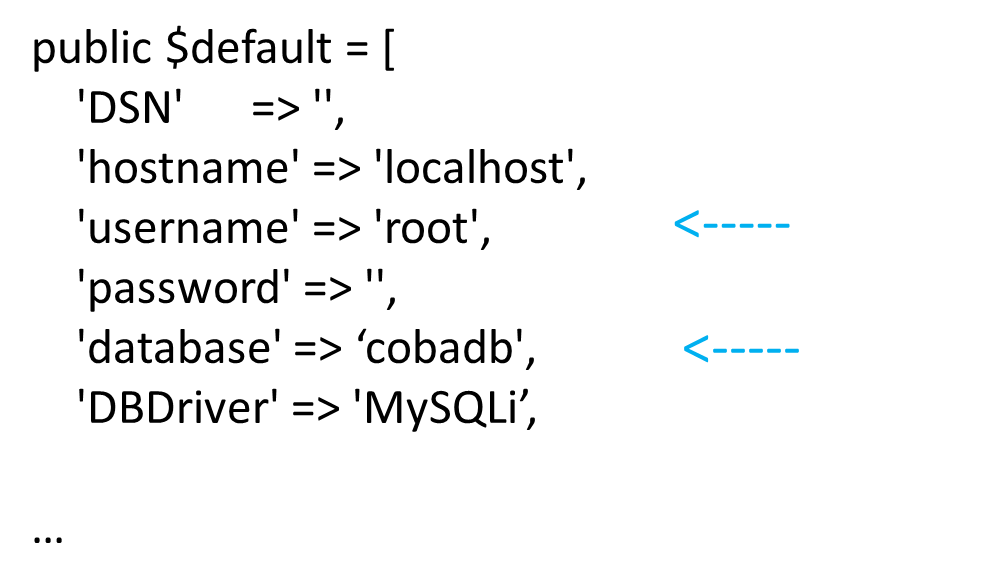 public $default = [
'DSN' => '',
'hostname' => 'localhost',
'username' => 'root', <-----
'password' => '',
'database' => ‘cobadb', <-----
'DBDriver' => 'MySQLi’,
...